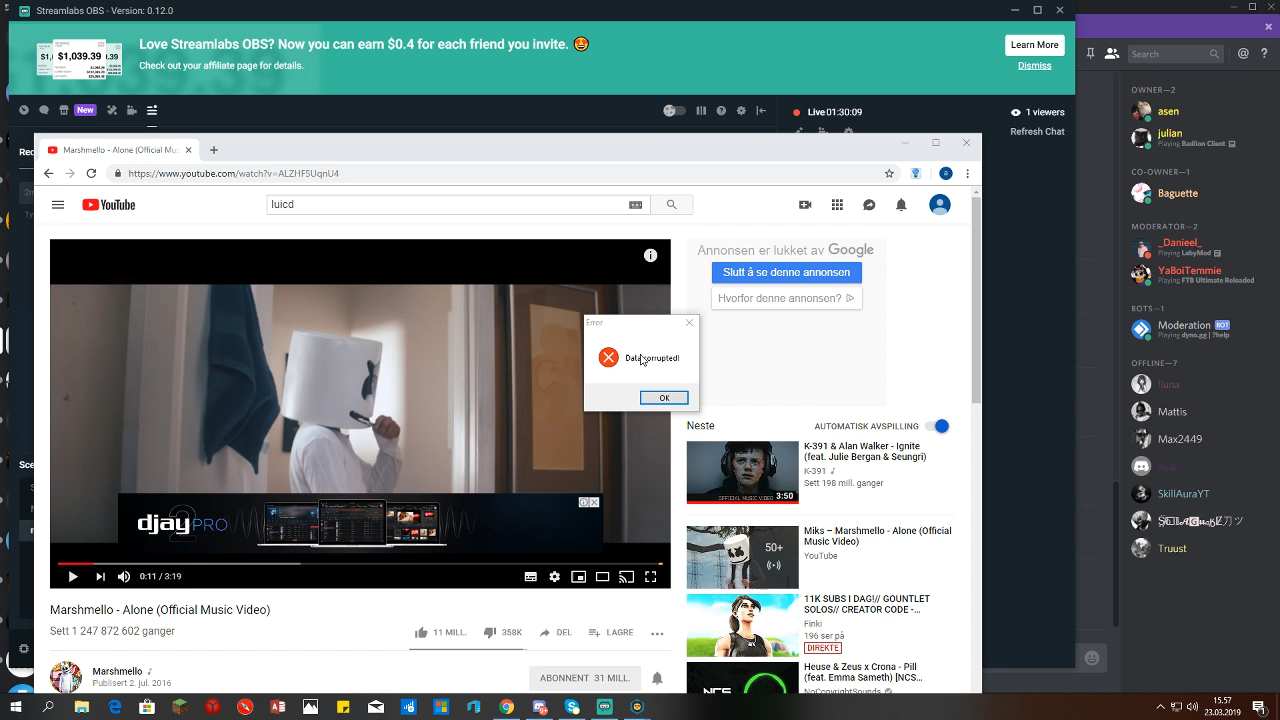 Streamlabs OBS - Version: 0.12.0
Love Streamlabs OBS? Now you can earn $0.4 for each friend you invite.
Check out your affiliate page for details.
$1,039.39
Learn More
Dismiss
New
Live 01:30:09
1 viewers
Refresh Chat
Marshmello - Alone (Official Mus
https://www.youtube.com/watch?v=ALZHF5UqnU4
YouTube
luicd
Annonsen er lukket av Google
Slutt å se denne annonsen
Hvorfor denne annonsen?
Error
OK
djay PRO 2
0:11 / 3:19
Marshmello - Alone (Official Music Video)
Sett 1 247 872 602 ganger
11 MILL.
358K
DEL
LAGRE
Marshmello
Publisert 2. jul. 2016
ABONNENT 31 MILL.
Neste
AUTOMATISK AVSPILLING
K-391 & Alan Walker - Ignite
(feat. Julie Bergan & Seungri)
K-391
Sett 198 mill. ganger
OFFICIAL MUSIC VIDEO
3:50
Miks – Marshmello - Alone (Official
Music Video)
YouTube
50+
11K SUBS I DAG!// GOUNTLET
SOLOS// CREATOR CODE -...
Finki
196 ser på
DIREKTE
Heuse & Zeus x Crona - Pill
(feat. Emma Sameth) [NCS...
NoCopyrightSounds
NCS
Search
OWNER—2
asen
julian
Playing Badlion Client
CO-OWNER—1
Baguette
MODERATOR—2
_Danieel_
Playing LabyMod
YaBoiTemmie
Playing FTB Ultimate Reloaded
BOTS—1
Moderation BOT
Playing dyno.gg | ?help
OFFLINE—7
Mattis
Max2449
SkillAuraYT
Truust
15.57
23.03.2019
1